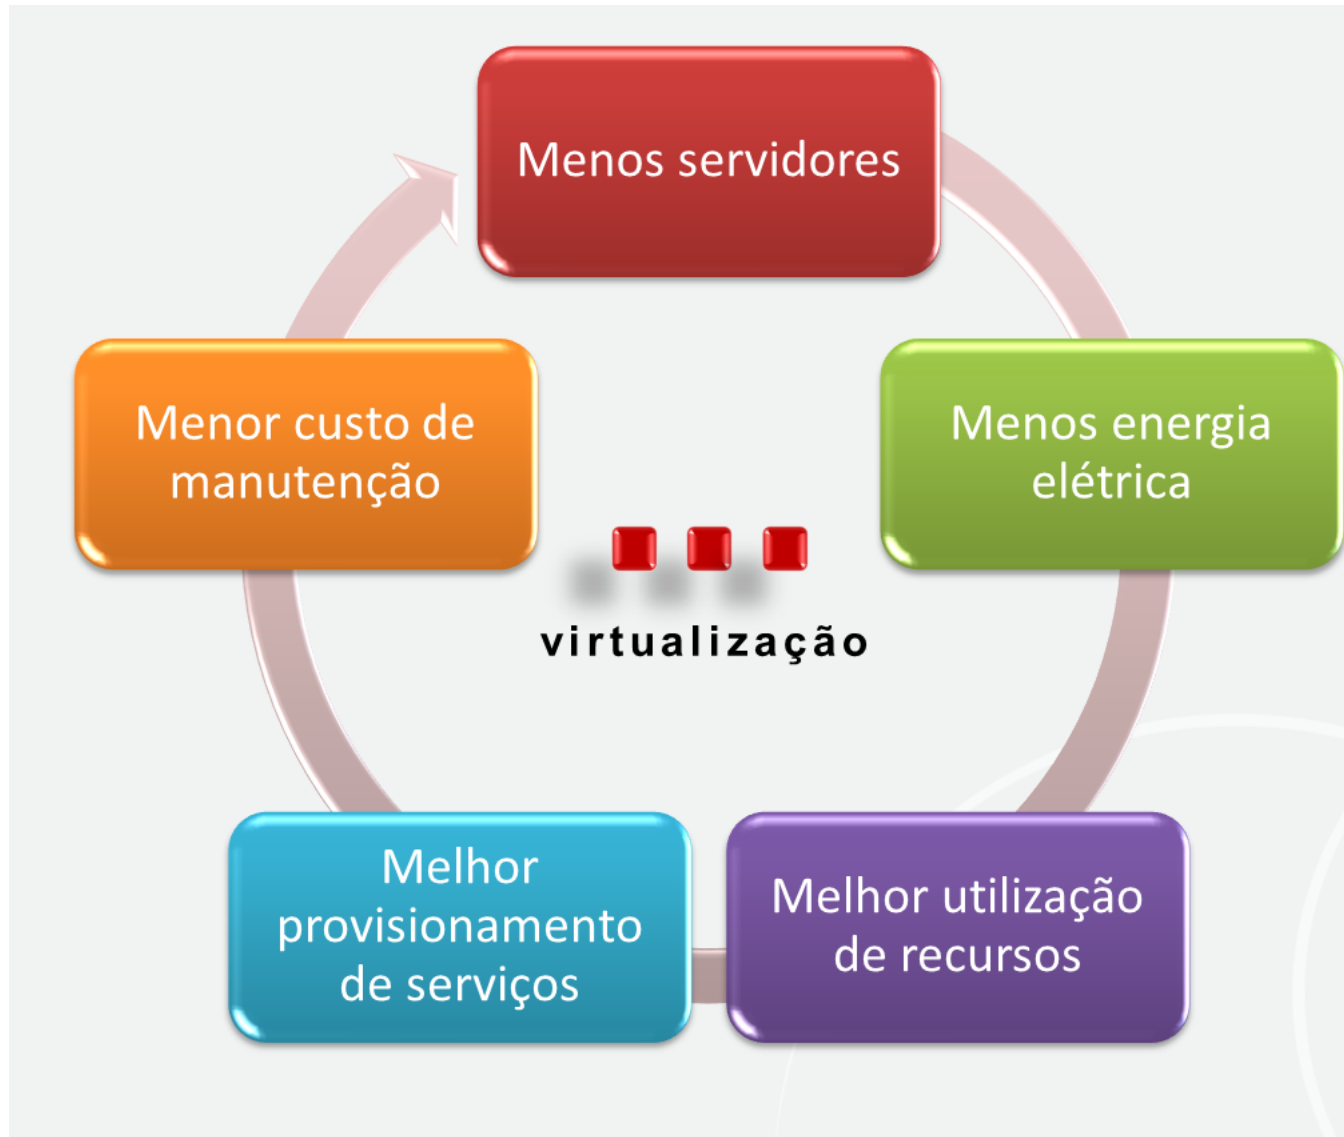 Menos servidores
Menos energia
elétrica
Melhor utilização
de recursos
Melhor
provisionamento
de serviços
Menor custo de
manutenção
virtualização